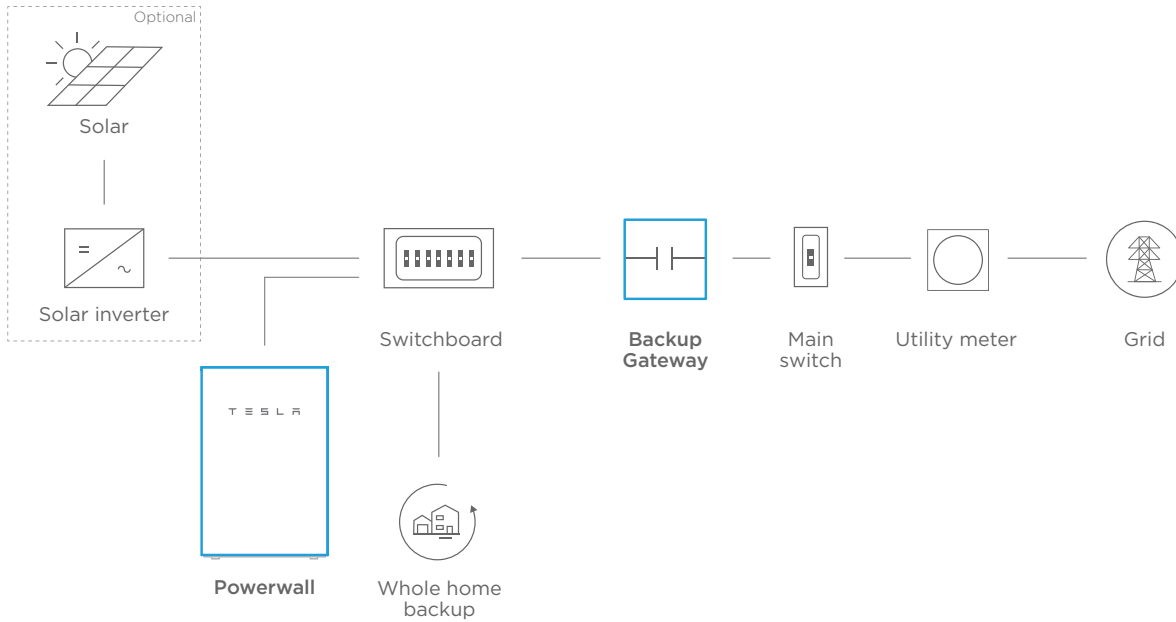 Optional
Solar
Solar inverter
Switchboard
Backup
Gateway
Main
switch
Utility meter
Grid
TESLA
Powerwall
Whole home
backup